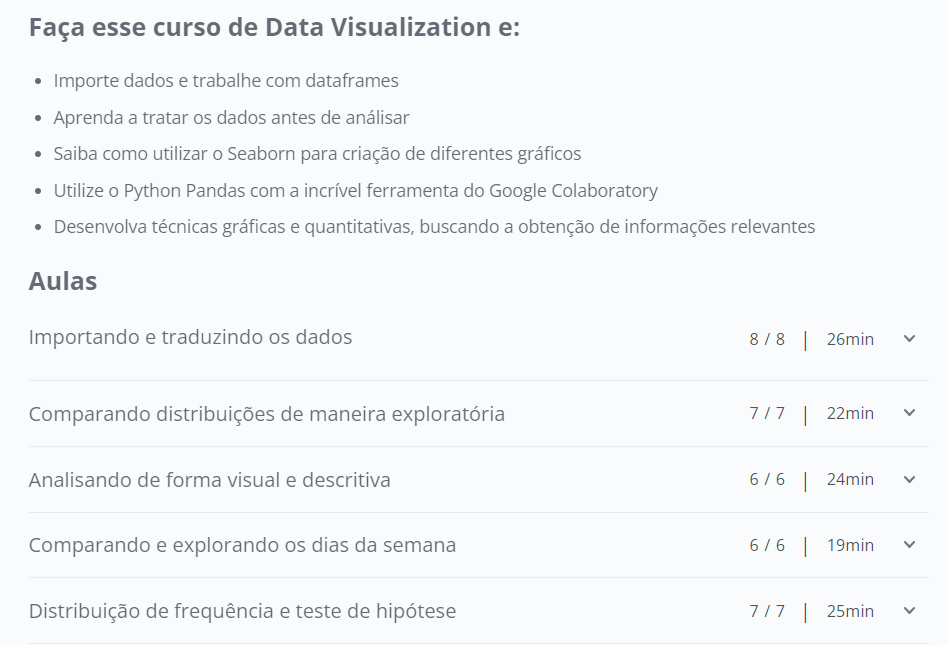 Faça esse curso de Data Visualization e:
Importe dados e trabalhe com dataframes
Aprenda a tratar os dados antes de análisar
Saiba como utilizar o Seaborn para criação de diferentes gráficos
Utilize o Python Pandas com a incrível ferramenta do Google Colaboratory
Desenvolva técnicas gráficas e quantitativas, buscando a obtenção de informações relevantes
Aulas
Importando e traduzindo os dados 8 / 8 | 26min
Comparando distribuições de maneira exploratória 7 / 7 | 22min
Analisando de forma visual e descritiva 6 / 6 | 24min
Comparando e explorando os dias da semana 6 / 6 | 19min
Distribuição de frequência e teste de hipótese 7 / 7 | 25min